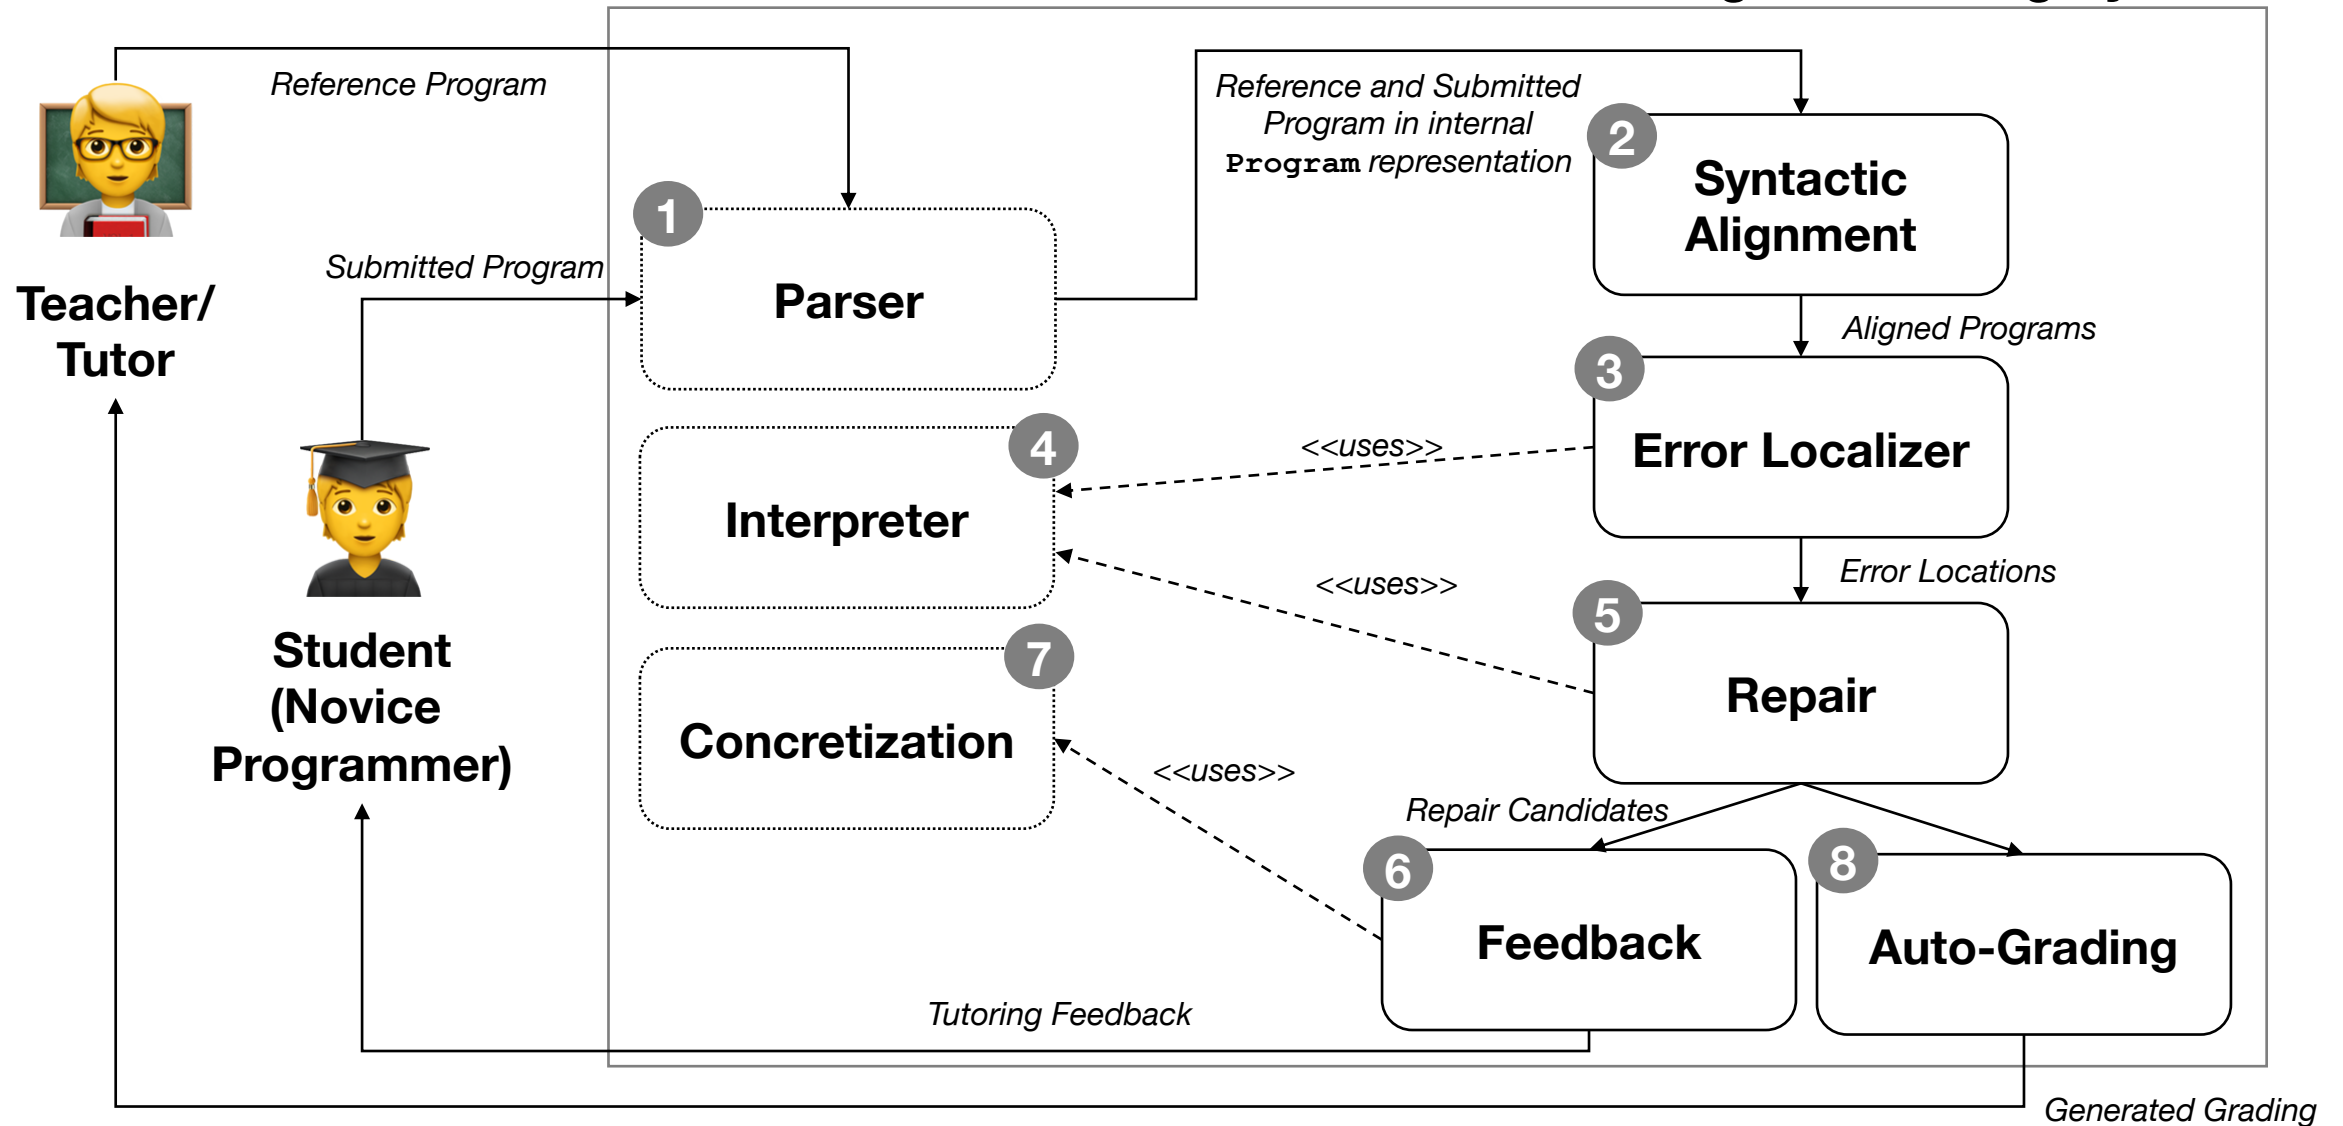 Reference Program
Reference and Submitted
Program in internal
Program representation
2
Syntactic
Alignment
1
Submitted Program
Parser
Teacher/
Tutor
Aligned Programs
3
Error Localizer
4
<<uses>>
Interpreter
Error Locations
<<uses>>
5
Repair
Student
(Novice
Programmer)
7
Concretization
<<uses>>
Repair Candidates
6
Feedback
8
Auto-Grading
Tutoring Feedback
Generated Grading